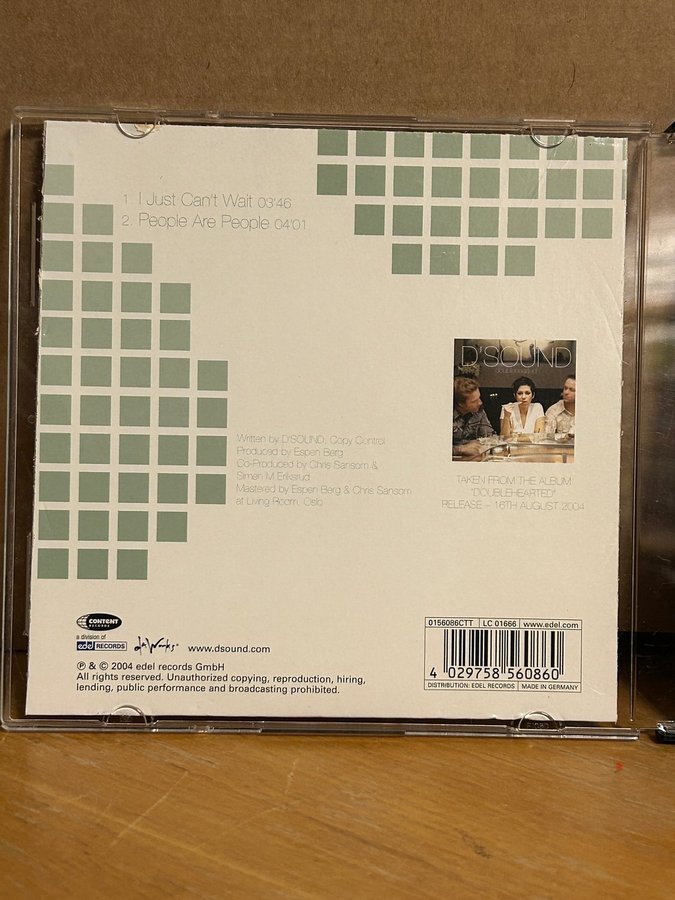 1. I Just Can't Wait 03'46
2. People Are People 04'01
D'SOUND
doublehearted
Written by D'SOUND, Copy Control
Produced by Espen Berg
Co-Produced by Chris Sansom &
Simen M Eriksrud
Mastered by Espen Berg & Chris Sansom
at Living Room, Oslo
TAKEN FROM THE ALBUM
"DOUBLEHEARTED"
RELEASE – 16TH AUGUST 2004
CONTENT
RECORDS
a division of
edel RECORDS
da Works
www.dsound.com
℗ & © 2004 edel records GmbH
All rights reserved. Unauthorized copying, reproduction, hiring,
lending, public performance and broadcasting prohibited.
0156086CTT LC 01666 www.edel.com
4 029758 560860
DISTRIBUTION: EDEL RECORDS MADE IN GERMANY